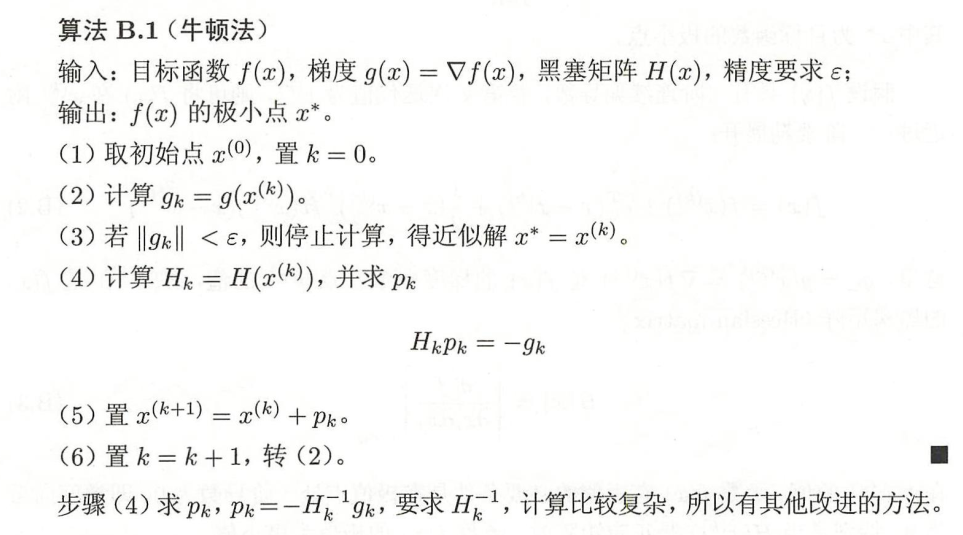 算法 B.1（牛顿法）
输入：目标函数 f(x)，梯度 g(x) = ∇f(x)，黑塞矩阵 H(x)，精度要求 ε；
输出：f(x) 的极小点 x*。
（1）取初始点 x^(0)，置 k = 0。
（2）计算 g_k = g(x^(k))。
（3）若 ‖g_k‖ < ε，则停止计算，得近似解 x* = x^(k)。
（4）计算 H_k = H(x^(k))，并求 p_k
H_k p_k = −g_k
（5）置 x^(k+1) = x^(k) + p_k。
（6）置 k = k + 1，转（2）。 ■
步骤（4）求 p_k，p_k = −H_k^{-1} g_k，要求 H_k^{-1}，计算比较复杂，所以有其他改进的方法。